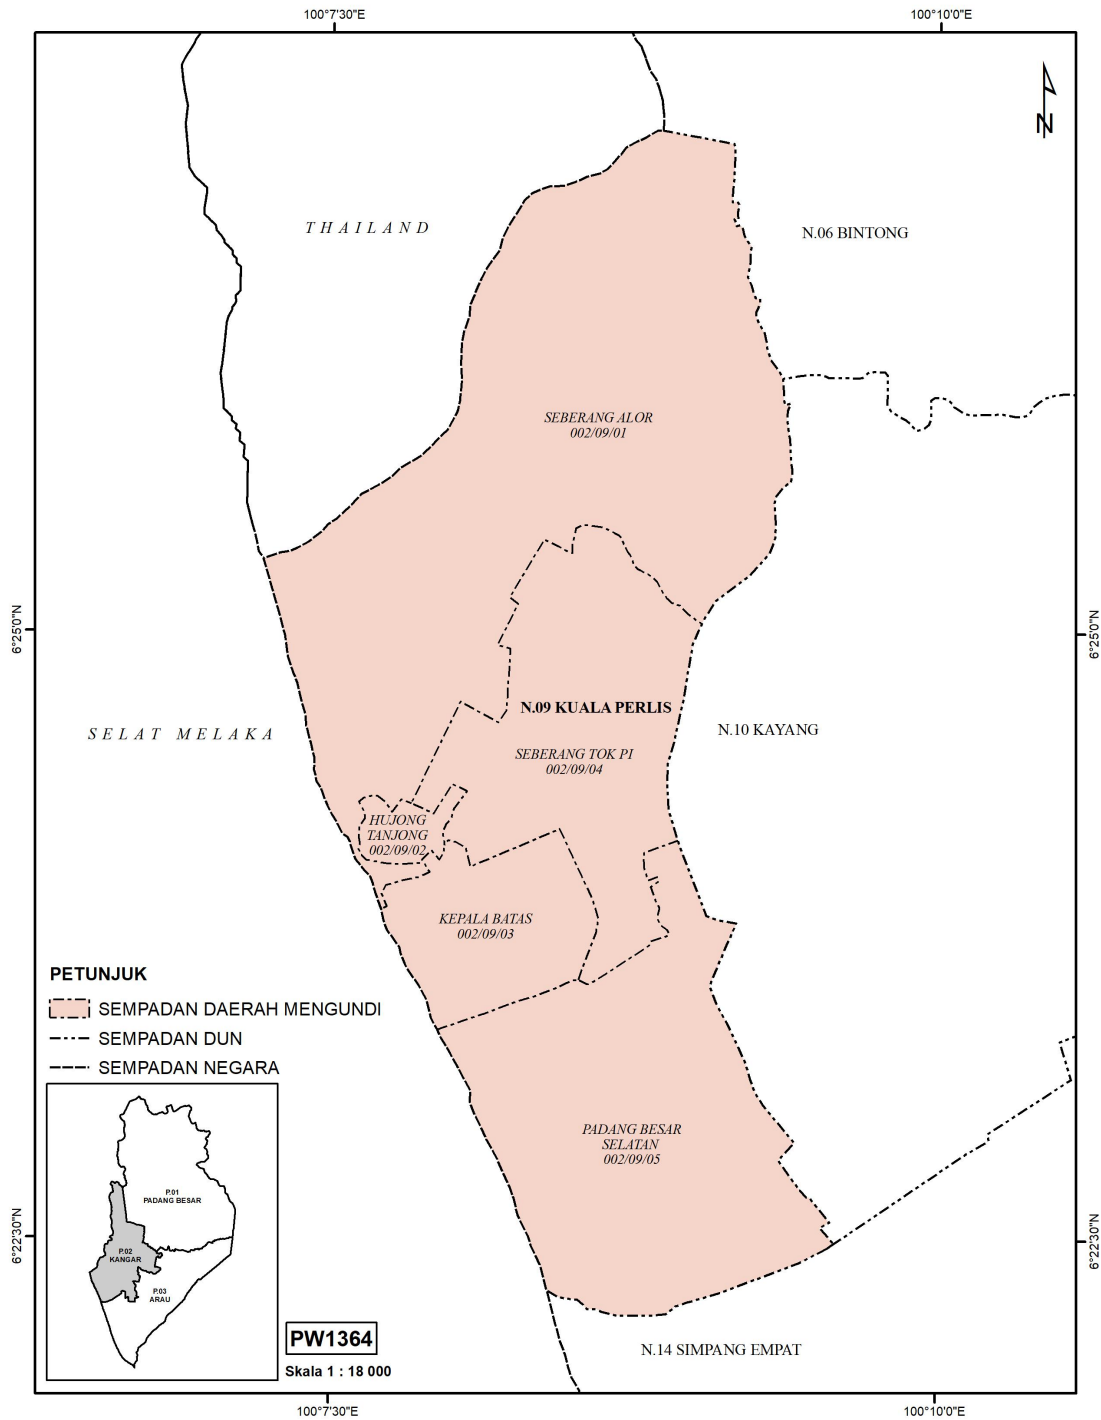 100°7'30"E
100°10'0"E
N
THAILAND
N.06 BINTONG
SEBERANG ALOR
002/09/01
6°25'0"N
6°25'0"N
N.09 KUALA PERLIS
SELAT MELAKA
N.10 KAYANG
SEBERANG TOK PI
002/09/04
HUJONG
TANJONG
002/09/02
KEPALA BATAS
002/09/03
PETUNJUK
SEMPADAN DAERAH MENGUNDI
SEMPADAN DUN
SEMPADAN NEGARA
PADANG BESAR
SELATAN
002/09/05
P.01
PADANG BESAR
P.02
KANGAR
P.03
ARAU
6°22'30"N
6°22'30"N
PW1364
Skala 1 : 18 000
N.14 SIMPANG EMPAT
100°7'30"E
100°10'0"E